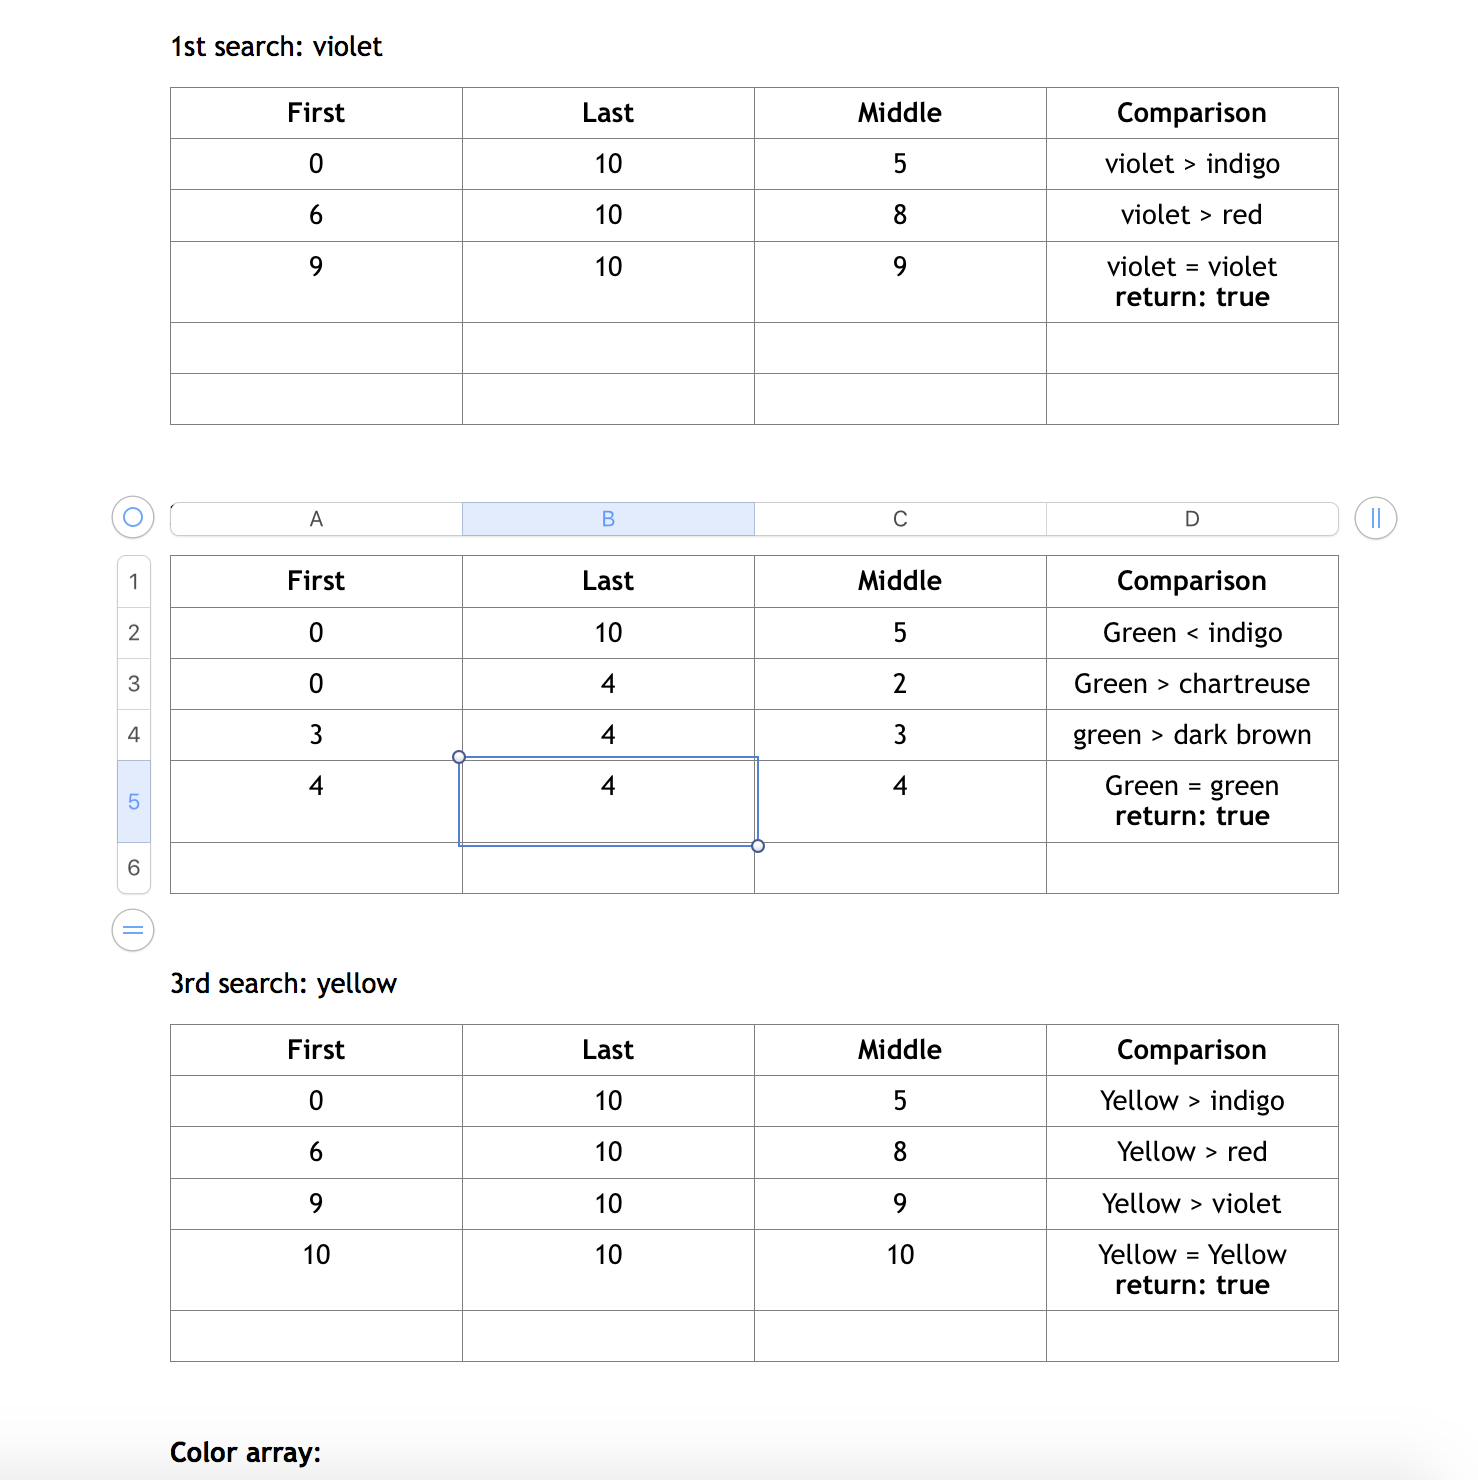 1st search: violet
First Last Middle Comparison
0 10 5 violet > indigo
6 10 8 violet > red
9 10 9 violet = violet
return: true
A B C D
1 First Last Middle Comparison
2 0 10 5 Green < indigo
3 0 4 2 Green > chartreuse
4 3 4 3 green > dark brown
5 4 4 4 Green = green
return: true
6
3rd search: yellow
First Last Middle Comparison
0 10 5 Yellow > indigo
6 10 8 Yellow > red
9 10 9 Yellow > violet
10 10 10 Yellow = Yellow
return: true
Color array: